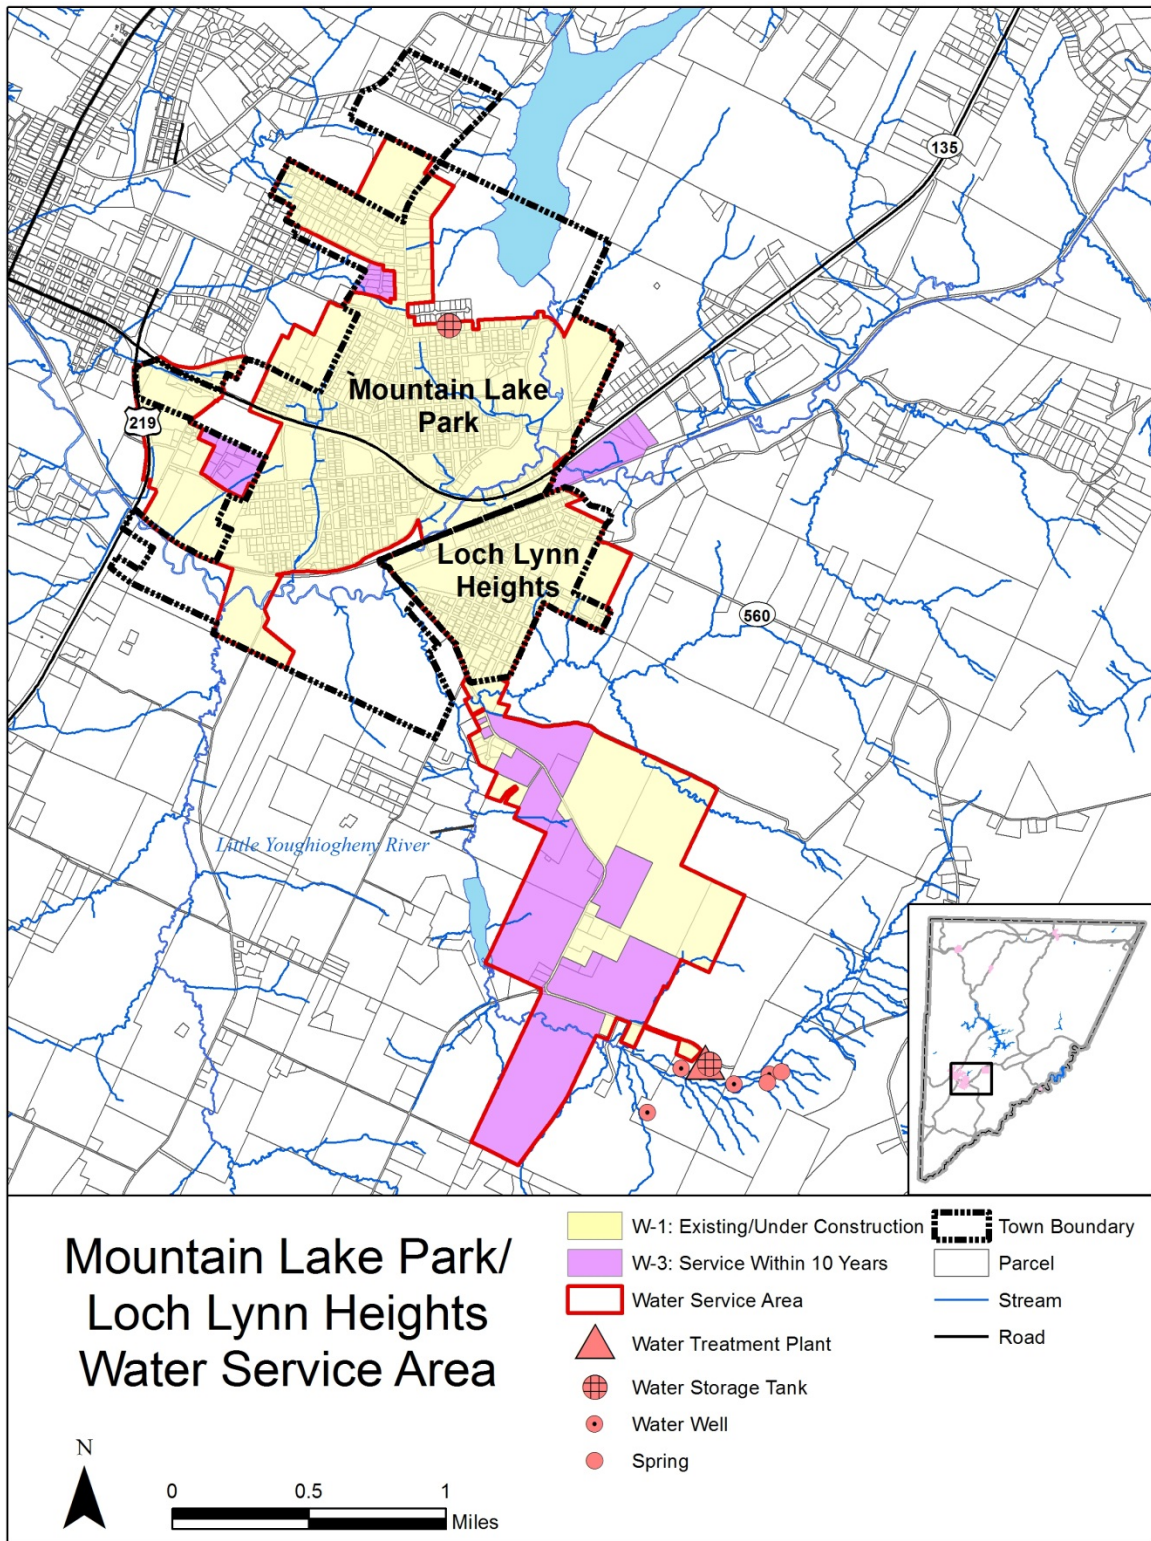 135
Mountain Lake
Park
219
Loch Lynn
Heights
560
Little Youghiogheny River
Mountain Lake Park/
Loch Lynn Heights
Water Service Area
N
0 0.5 1
Miles
W-1: Existing/Under Construction
W-3: Service Within 10 Years
Water Service Area
Water Treatment Plant
Water Storage Tank
Water Well
Spring
Town Boundary
Parcel
Stream
Road